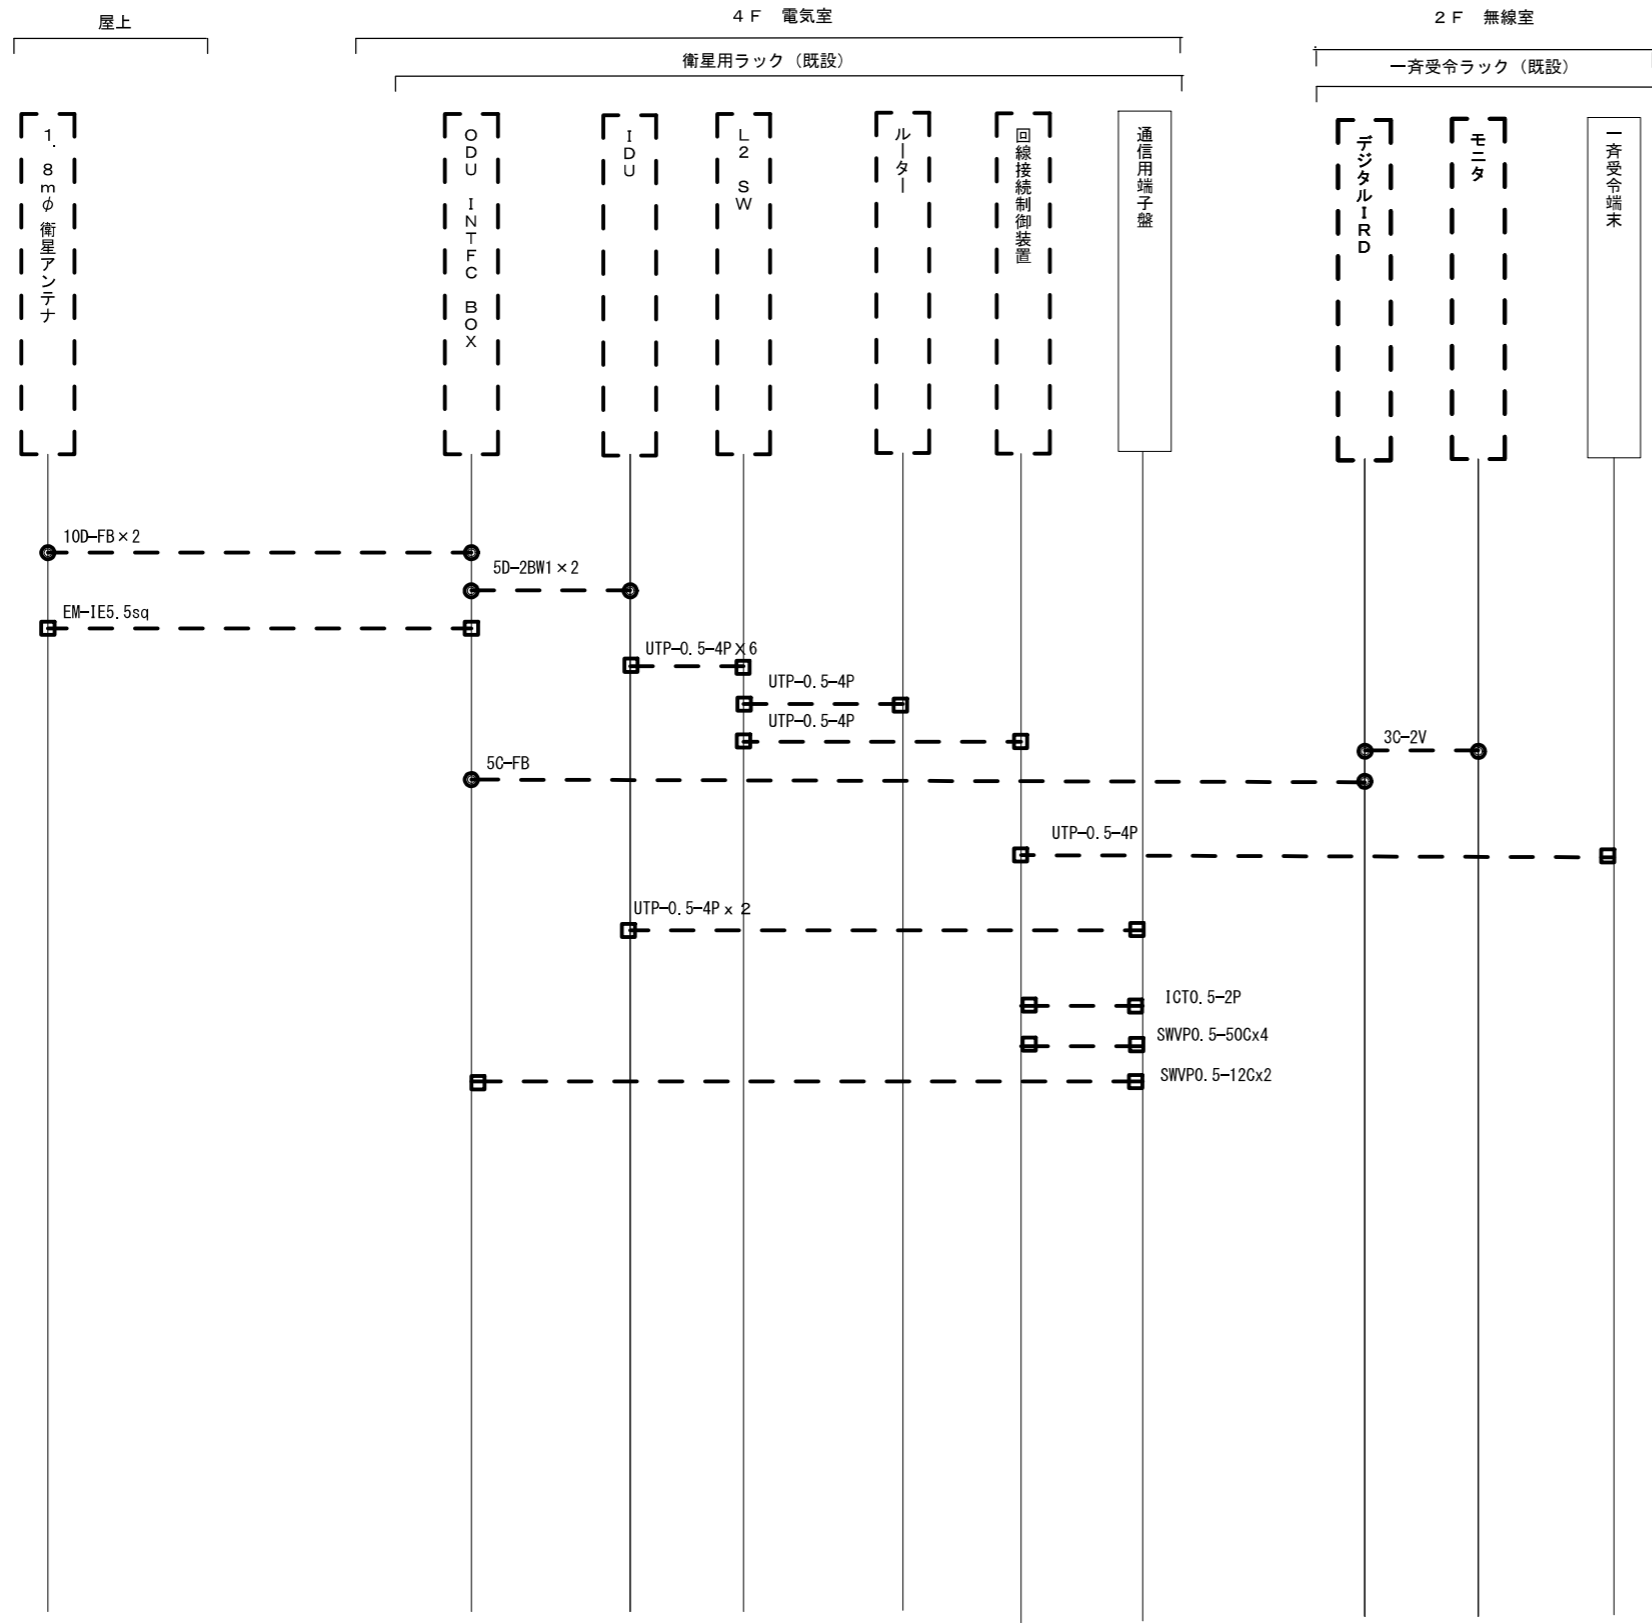 屋上
４Ｆ　電気室
２Ｆ　無線室
衛星用ラック（既設）
一斉受令ラック（既設）
１．８ｍφ 衛星アンテナ
ＯＤＵ　ＩＮＴＦＣ　ＢＯＸ
ＩＤＵ
Ｌ２　ＳＷ
ルーター
回線接続制御装置
通信用端子盤
デジタルＩＲＤ
モニタ
一斉受令端末
10D-FB×2
5D-2BW1×2
EM-IE5.5sq
UTP-0.5-4P×6
UTP-0.5-4P
UTP-0.5-4P
3C-2V
5C-FB
UTP-0.5-4P
UTP-0.5-4Pｘ２
ICT0.5-2P
SWVP0.5-50Cx4
SWVP0.5-12Cx2